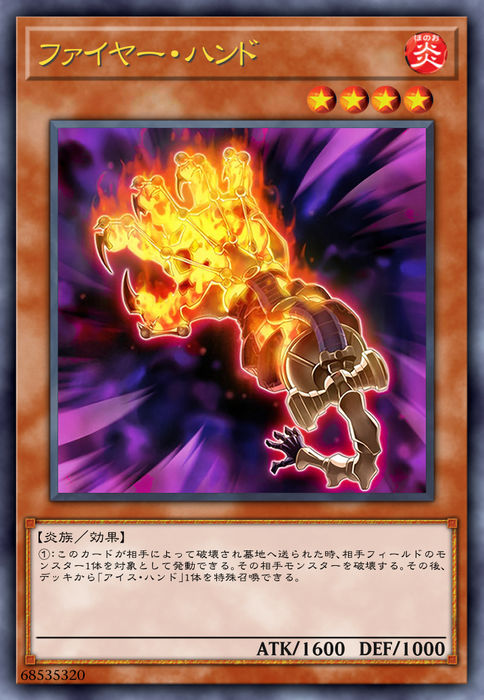 ファイヤー・ハンド
ほのお
炎
【炎族／効果】
①:このカードが相手によって破壊され墓地へ送られた時、相手フィールドのモ
ンスター1体を対象として発動できる。その相手モンスターを破壊する。その後、
デッキから「アイス・ハンド」1体を特殊召喚できる。
ATK/1600 DEF/1000
68535320